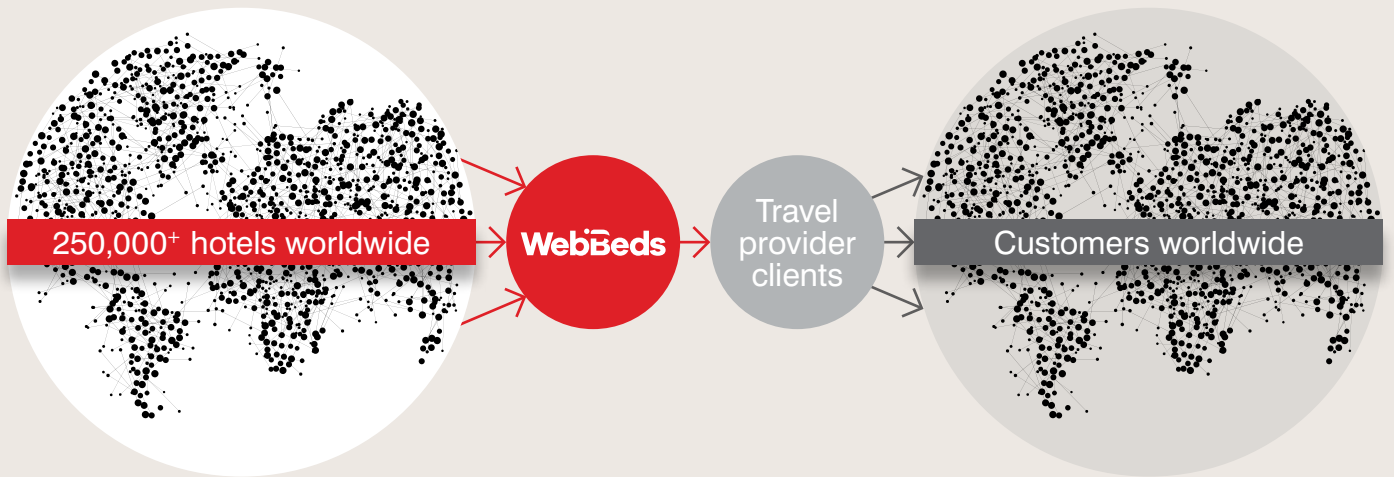 250,000+ hotels worldwide
WebBeds
Travel
provider
clients
Customers worldwide